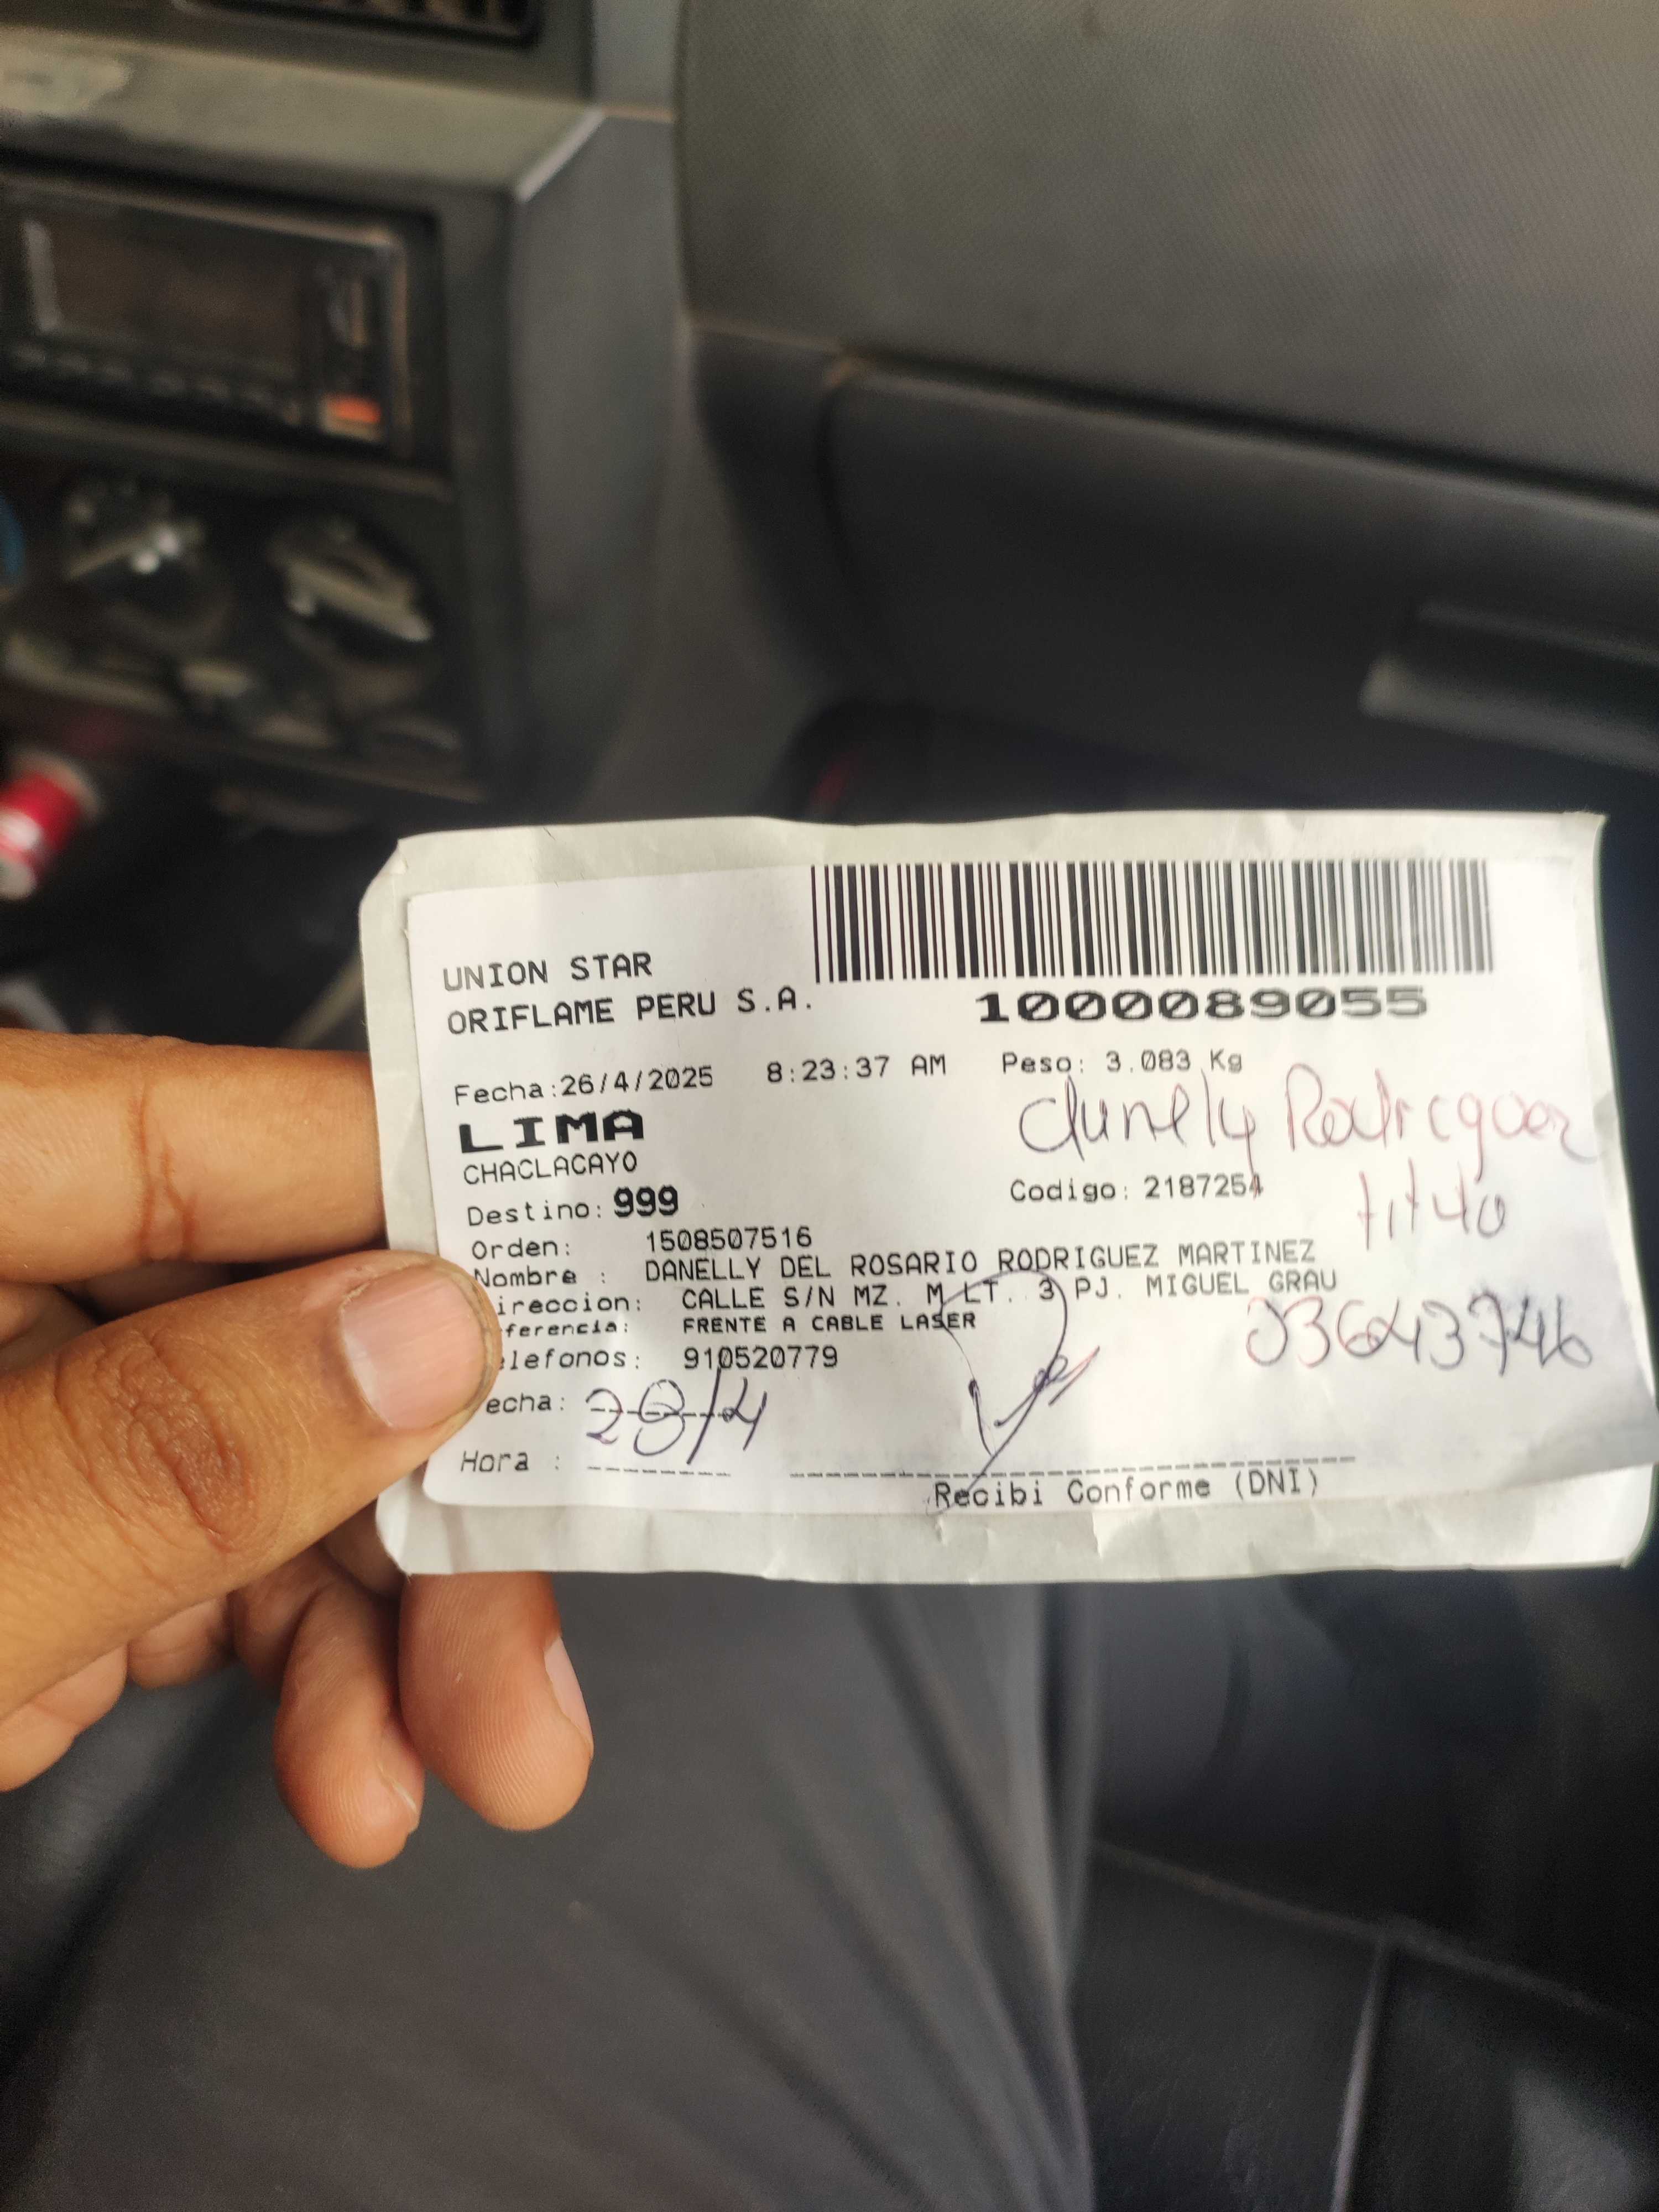 UNION STAR
ORIFLAME PERU S.A.
1000089055
Fecha:26/4/2025 8:23:37 AM Peso: 3.083 Kg
LIMA
CHACLACAYO
Destino: 999
Codigo: 2187254
Orden: 1508507516
Nombre : DANELLY DEL ROSARIO RODRIGUEZ MARTINEZ
ireccion: CALLE S/N MZ. M LT. 3 PJ. MIGUEL GRAU
ferencia: FRENTE A CABLE LASER
elefonos: 910520779
echa: 28/4
Hora :
Recibi Conforme (DNI)